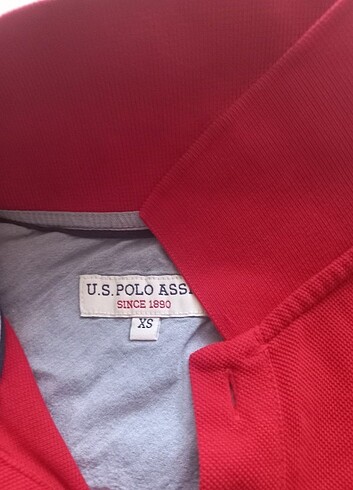 U.S. POLO ASS
SINCE 1890
XS